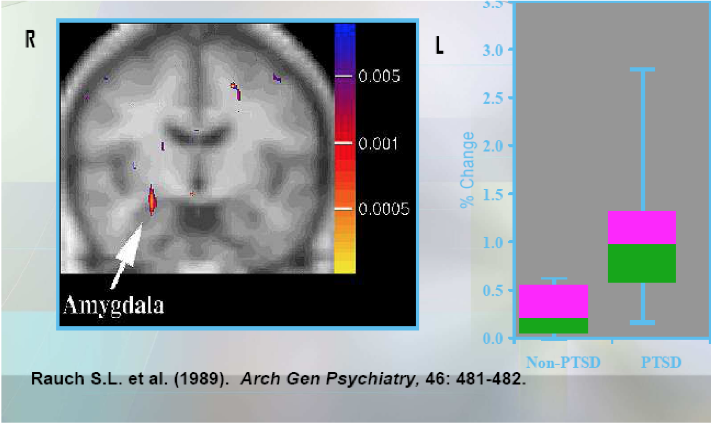 R
L
0.005
0.001
0.0005
Amygdala
% Change
3.5
3.0
2.5
2.0
1.5
1.0
0.5
0.0
Non-PTSD
PTSD
Rauch S.L. et al. (1989). Arch Gen Psychiatry, 46: 481-482.